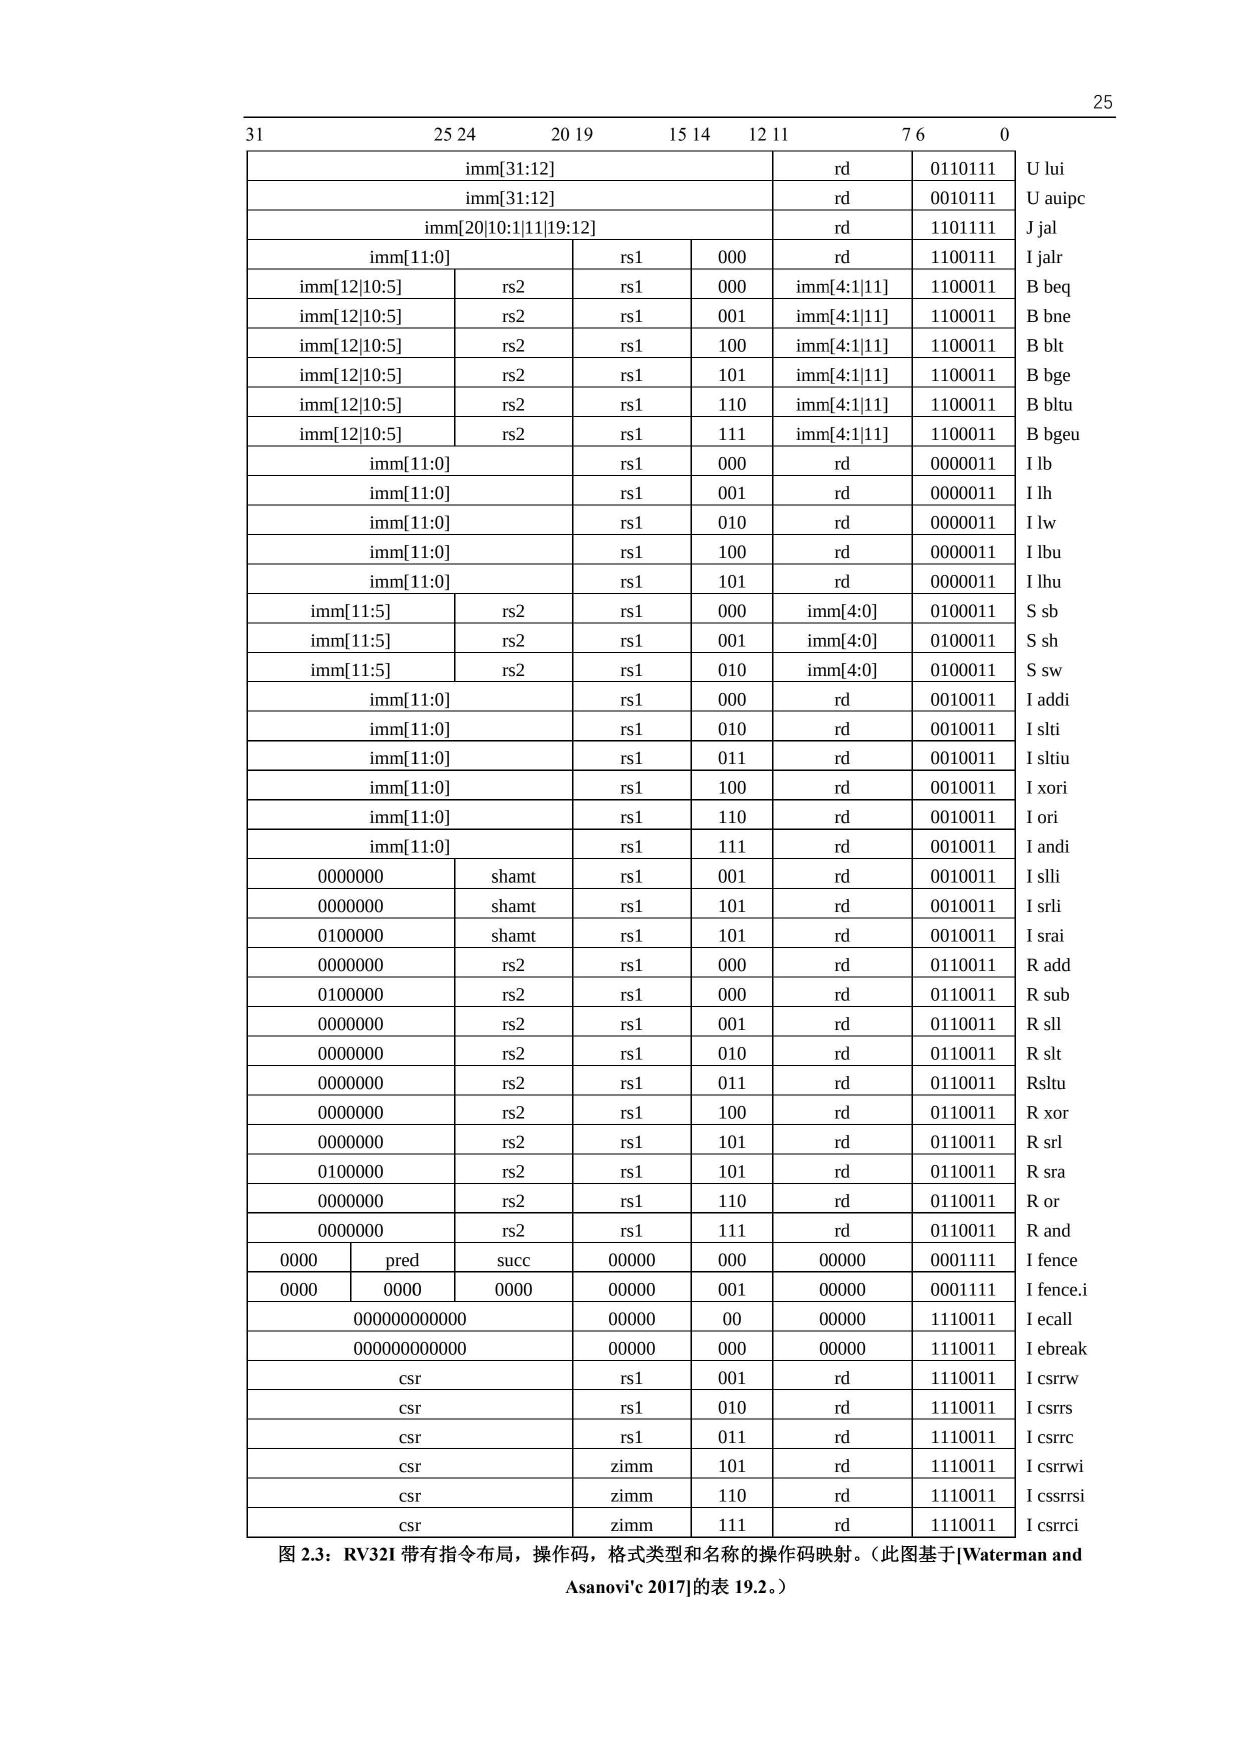 25
31 25 24 20 19 15 14 12 11 7 6 0
imm[31:12] rd 0110111 U lui
imm[31:12] rd 0010111 U auipc
imm[20|10:1|11|19:12] rd 1101111 J jal
imm[11:0] rs1 000 rd 1100111 I jalr
imm[12|10:5] rs2 rs1 000 imm[4:1|11] 1100011 B beq
imm[12|10:5] rs2 rs1 001 imm[4:1|11] 1100011 B bne
imm[12|10:5] rs2 rs1 100 imm[4:1|11] 1100011 B blt
imm[12|10:5] rs2 rs1 101 imm[4:1|11] 1100011 B bge
imm[12|10:5] rs2 rs1 110 imm[4:1|11] 1100011 B bltu
imm[12|10:5] rs2 rs1 111 imm[4:1|11] 1100011 B bgeu
imm[11:0] rs1 000 rd 0000011 I lb
imm[11:0] rs1 001 rd 0000011 I lh
imm[11:0] rs1 010 rd 0000011 I lw
imm[11:0] rs1 100 rd 0000011 I lbu
imm[11:0] rs1 101 rd 0000011 I lhu
imm[11:5] rs2 rs1 000 imm[4:0] 0100011 S sb
imm[11:5] rs2 rs1 001 imm[4:0] 0100011 S sh
imm[11:5] rs2 rs1 010 imm[4:0] 0100011 S sw
imm[11:0] rs1 000 rd 0010011 I addi
imm[11:0] rs1 010 rd 0010011 I slti
imm[11:0] rs1 011 rd 0010011 I sltiu
imm[11:0] rs1 100 rd 0010011 I xori
imm[11:0] rs1 110 rd 0010011 I ori
imm[11:0] rs1 111 rd 0010011 I andi
0000000 shamt rs1 001 rd 0010011 I slli
0000000 shamt rs1 101 rd 0010011 I srli
0100000 shamt rs1 101 rd 0010011 I srai
0000000 rs2 rs1 000 rd 0110011 R add
0100000 rs2 rs1 000 rd 0110011 R sub
0000000 rs2 rs1 001 rd 0110011 R sll
0000000 rs2 rs1 010 rd 0110011 R slt
0000000 rs2 rs1 011 rd 0110011 Rsltu
0000000 rs2 rs1 100 rd 0110011 R xor
0000000 rs2 rs1 101 rd 0110011 R srl
0100000 rs2 rs1 101 rd 0110011 R sra
0000000 rs2 rs1 110 rd 0110011 R or
0000000 rs2 rs1 111 rd 0110011 R and
0000 pred succ 00000 000 00000 0001111 I fence
0000 0000 0000 00000 001 00000 0001111 I fence.i
000000000000 00000 00 00000 1110011 I ecall
000000000000 00000 000 00000 1110011 I ebreak
csr rs1 001 rd 1110011 I csrrw
csr rs1 010 rd 1110011 I csrrs
csr rs1 011 rd 1110011 I csrrc
csr zimm 101 rd 1110011 I csrrwi
csr zimm 110 rd 1110011 I cssrrsi
csr zimm 111 rd 1110011 I csrrci
图 2.3：RV32I 带有指令布局，操作码，格式类型和名称的操作码映射。（此图基于[Waterman and
Asanovi'c 2017]的表 19.2。）